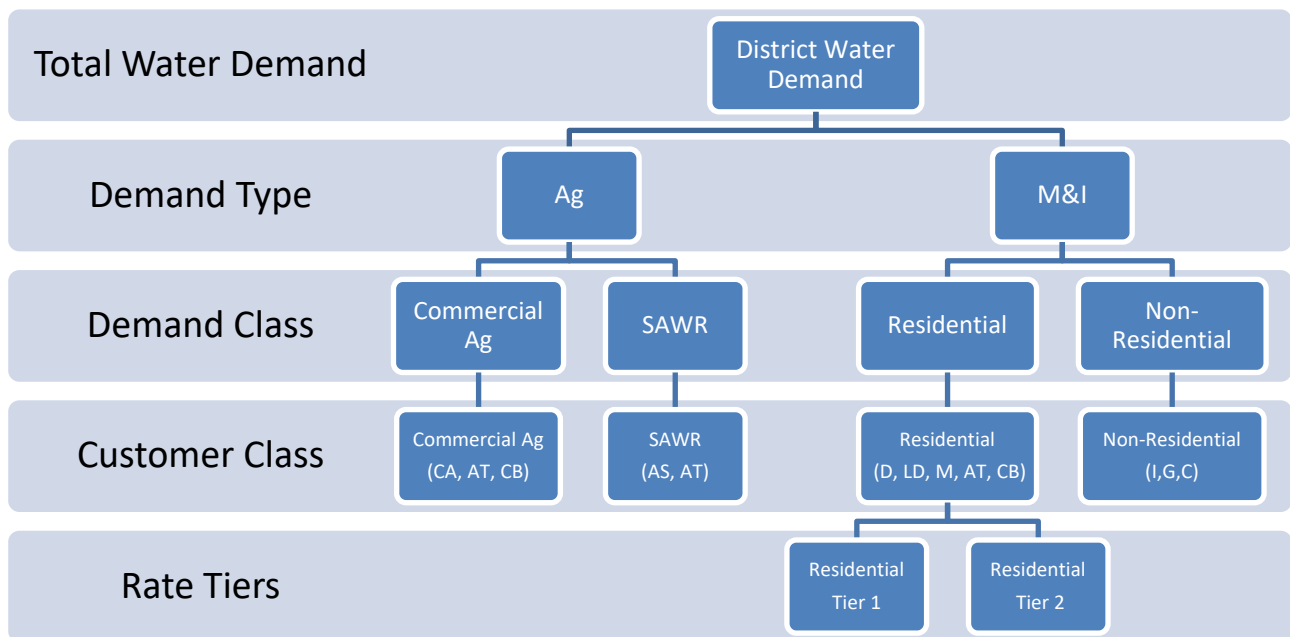 Total Water Demand
District Water
Demand
Demand Type
Ag
M&I
Demand Class
Commercial
Ag
SAWR
Residential
Non-
Residential
Customer Class
Commercial Ag
(CA, AT, CB)
SAWR
(AS, AT)
Residential
(D, LD, M, AT, CB)
Non-Residential
(I,G,C)
Rate Tiers
Residential
Tier 1
Residential
Tier 2